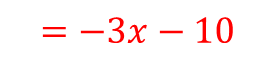 = −3x − 10